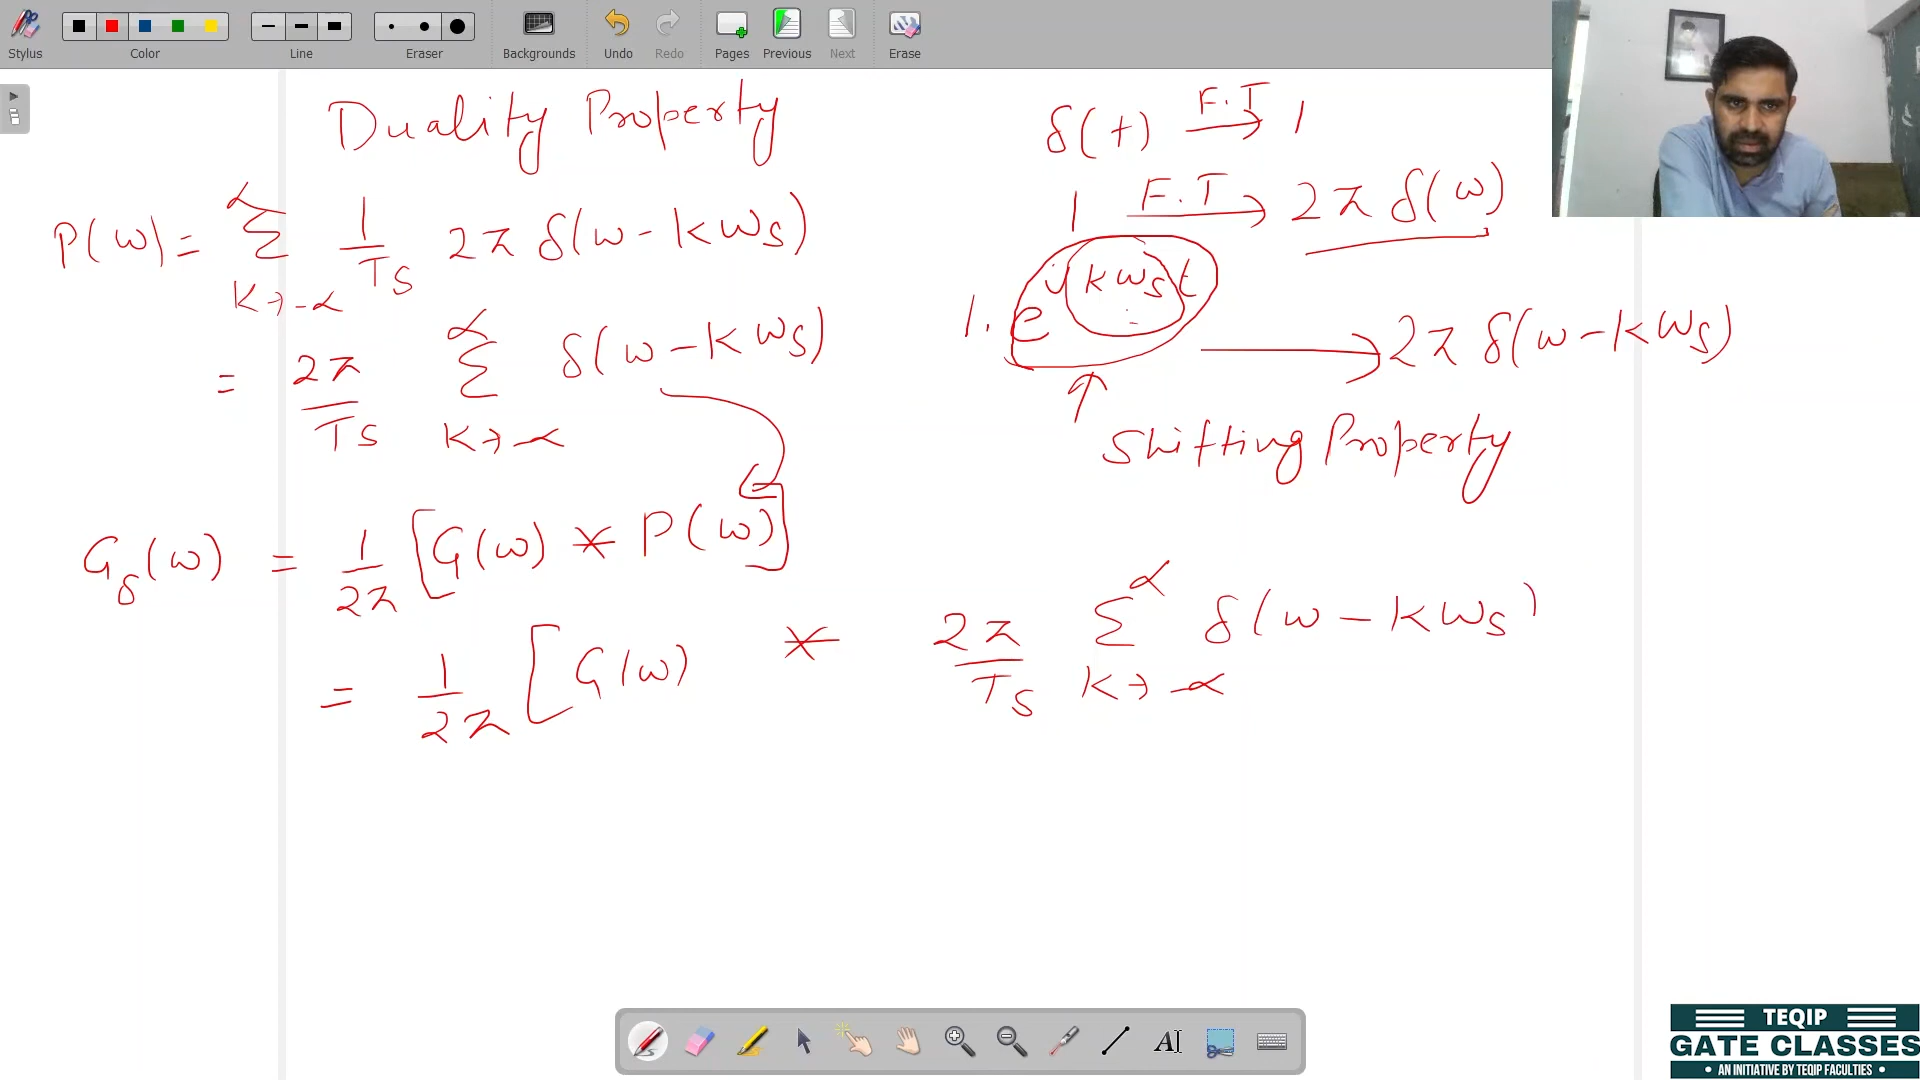 Stylus Color Line Eraser Backgrounds Undo Redo Pages Previous Next Erase
Duality Property
P(ω) = Σ 1/Ts 2π δ(ω - kωs)
α
K→-α
= 2π/Ts Σ δ(ω - kωs)
α
K→-α
Gδ(ω) = 1/2π [G(ω) * P(ω)]
= 1/2π [G(ω) * 2π/Ts Σ δ(ω - kωs)
α
K→-α
δ(t) F.T→ 1
1 F.T→ 2π δ(ω)
1. e^jkωst → 2π δ(ω - kωs)
Shifting Property
TEQIP
GATE CLASSES
• AN INITIATIVE BY TEQIP FACULTIES •